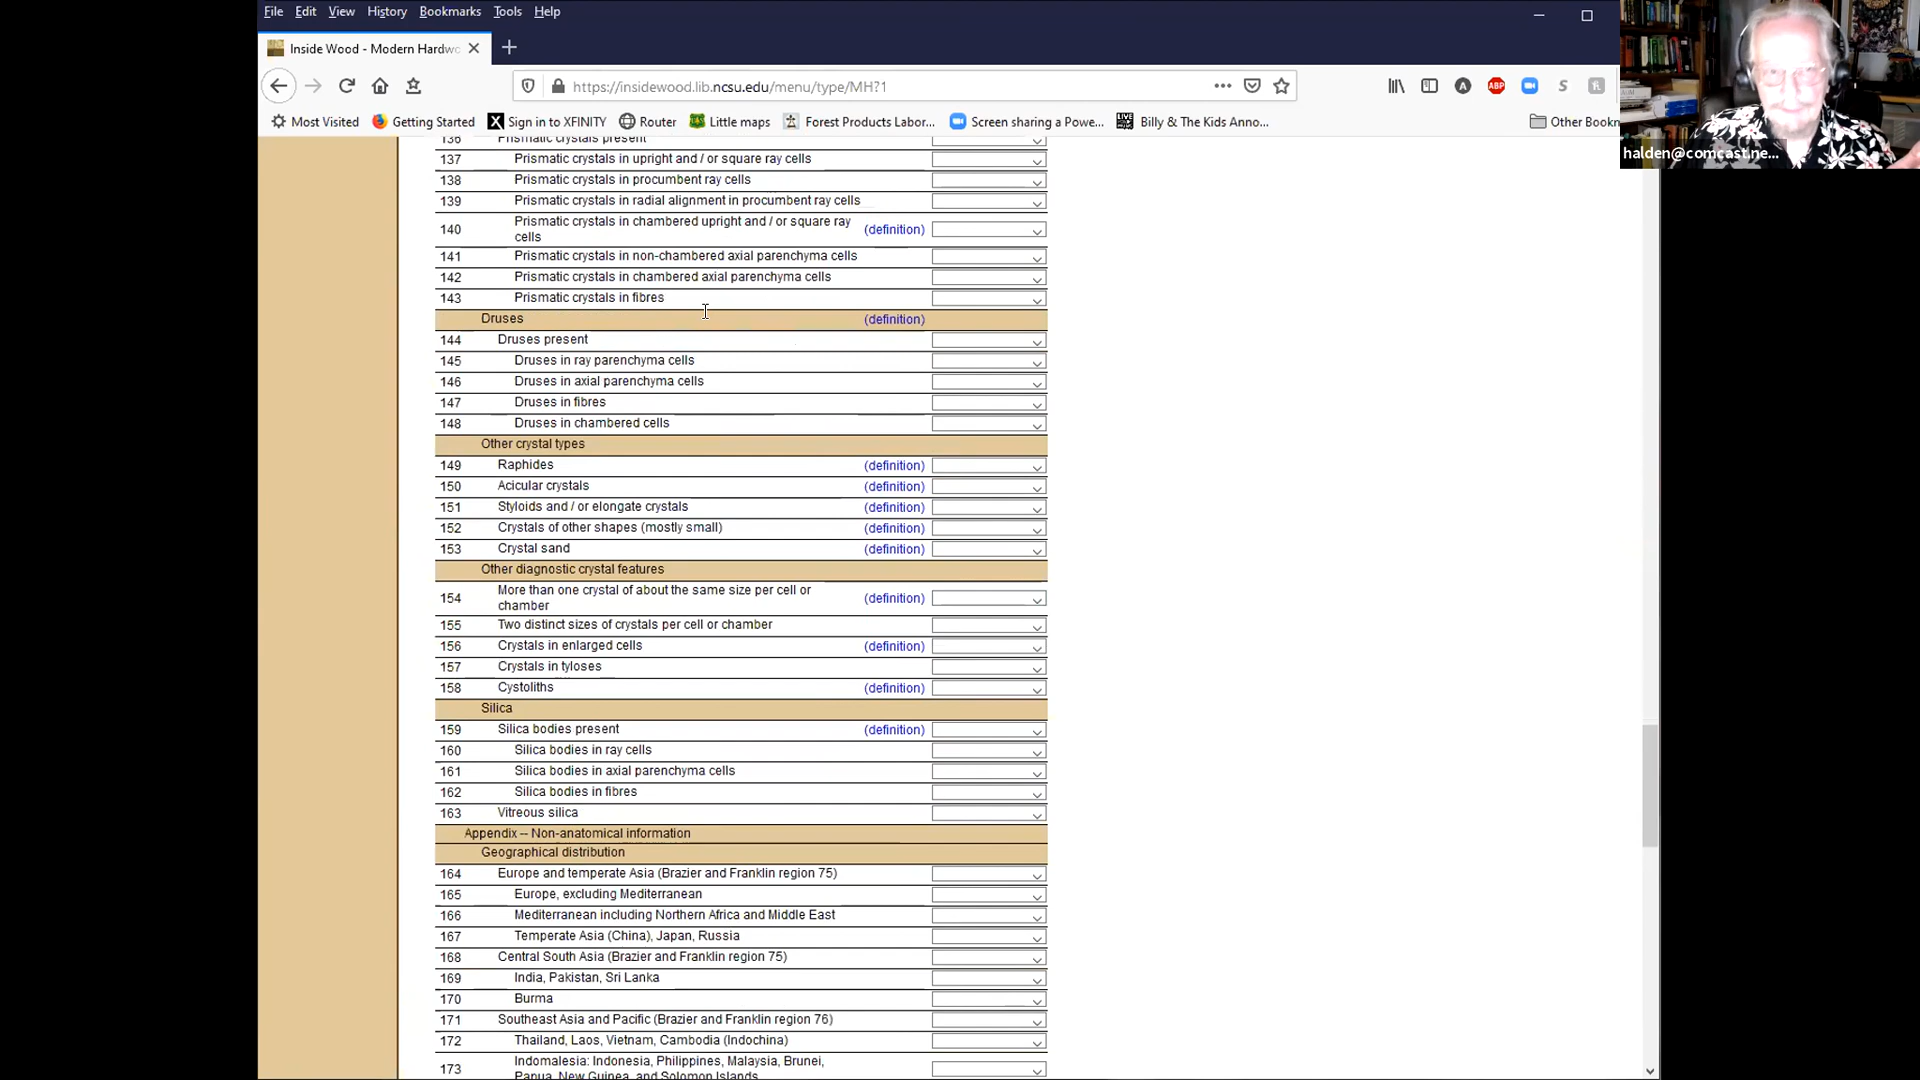 File Edit View History Bookmarks Tools Help
Inside Wood - Modern Hardwo
https://insidewood.lib.ncsu.edu/menu/type/MH?1
ABP
Most Visited Getting Started Sign in to XFINITY Router Little maps Forest Products Labor... Screen sharing a Powe... Billy & The Kids Anno... Other Bookm
halden@comcast.ne...
136 Prismatic crystals present
137 Prismatic crystals in upright and / or square ray cells
138 Prismatic crystals in procumbent ray cells
139 Prismatic crystals in radial alignment in procumbent ray cells
140 Prismatic crystals in chambered upright and / or square ray (definition)
cells
141 Prismatic crystals in non-chambered axial parenchyma cells
142 Prismatic crystals in chambered axial parenchyma cells
143 Prismatic crystals in fibres
Druses (definition)
144 Druses present
145 Druses in ray parenchyma cells
146 Druses in axial parenchyma cells
147 Druses in fibres
148 Druses in chambered cells
Other crystal types
149 Raphides (definition)
150 Acicular crystals (definition)
151 Styloids and / or elongate crystals (definition)
152 Crystals of other shapes (mostly small) (definition)
153 Crystal sand (definition)
Other diagnostic crystal features
154 More than one crystal of about the same size per cell or (definition)
chamber
155 Two distinct sizes of crystals per cell or chamber
156 Crystals in enlarged cells (definition)
157 Crystals in tyloses
158 Cystoliths (definition)
Silica
159 Silica bodies present (definition)
160 Silica bodies in ray cells
161 Silica bodies in axial parenchyma cells
162 Silica bodies in fibres
163 Vitreous silica
Appendix -- Non-anatomical information
Geographical distribution
164 Europe and temperate Asia (Brazier and Franklin region 75)
165 Europe, excluding Mediterranean
166 Mediterranean including Northern Africa and Middle East
167 Temperate Asia (China), Japan, Russia
168 Central South Asia (Brazier and Franklin region 75)
169 India, Pakistan, Sri Lanka
170 Burma
171 Southeast Asia and Pacific (Brazier and Franklin region 76)
172 Thailand, Laos, Vietnam, Cambodia (Indochina)
173 Indomalesia: Indonesia, Philippines, Malaysia, Brunei,
Papua, New Guinea, and Solomon Islands